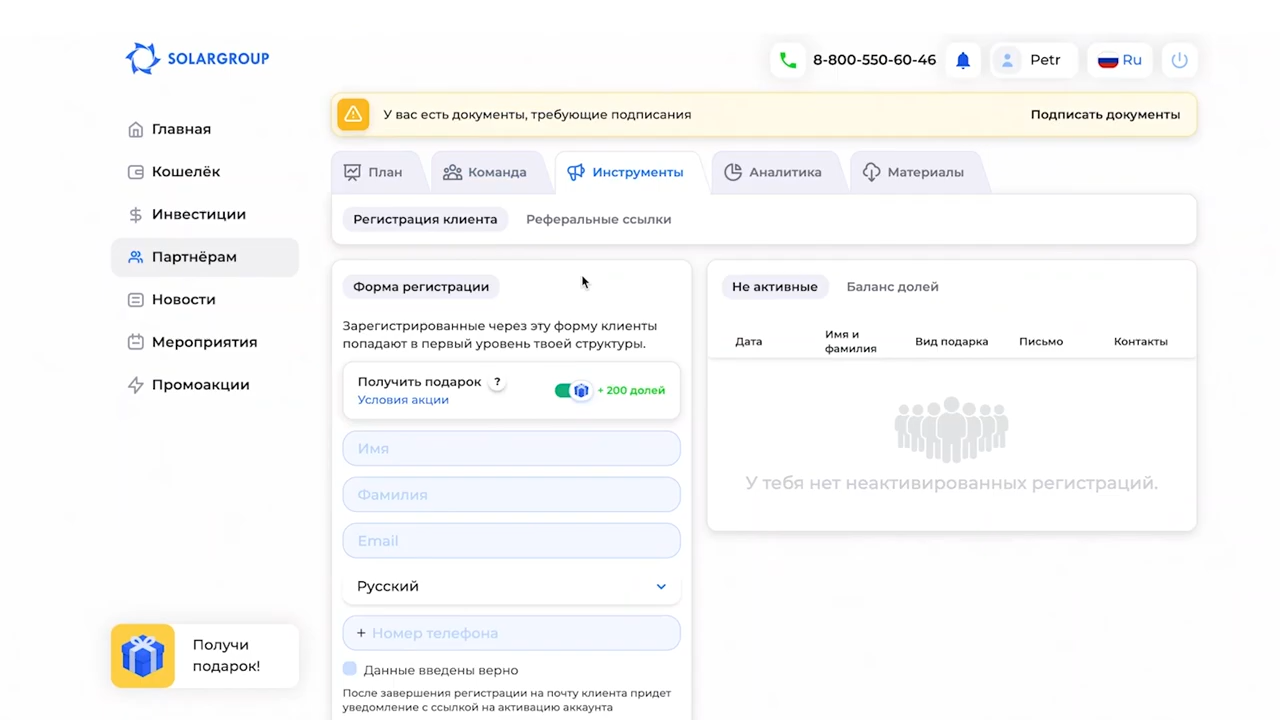 SOLARGROUP
8-800-550-60-46
Petr
Ru
Главная
Кошелёк
Инвестиции
Партнёрам
Новости
Мероприятия
Промоакции
Получи
подарок!
У вас есть документы, требующие подписания
Подписать документы
План
Команда
Инструменты
Аналитика
Материалы
Регистрация клиента
Реферальные ссылки
Форма регистрации
Зарегистрированные через эту форму клиенты
попадают в первый уровень твоей структуры.
Получить подарок ?
Условия акции
+ 200 долей
Имя
Фамилия
Email
Русский
+ Номер телефона
Данные введены верно
После завершения регистрации на почту клиента придет
уведомление с ссылкой на активацию аккаунта
Не активные
Баланс долей
Дата
Имя и
фамилия
Вид подарка
Письмо
Контакты
У тебя нет неактивированных регистраций.